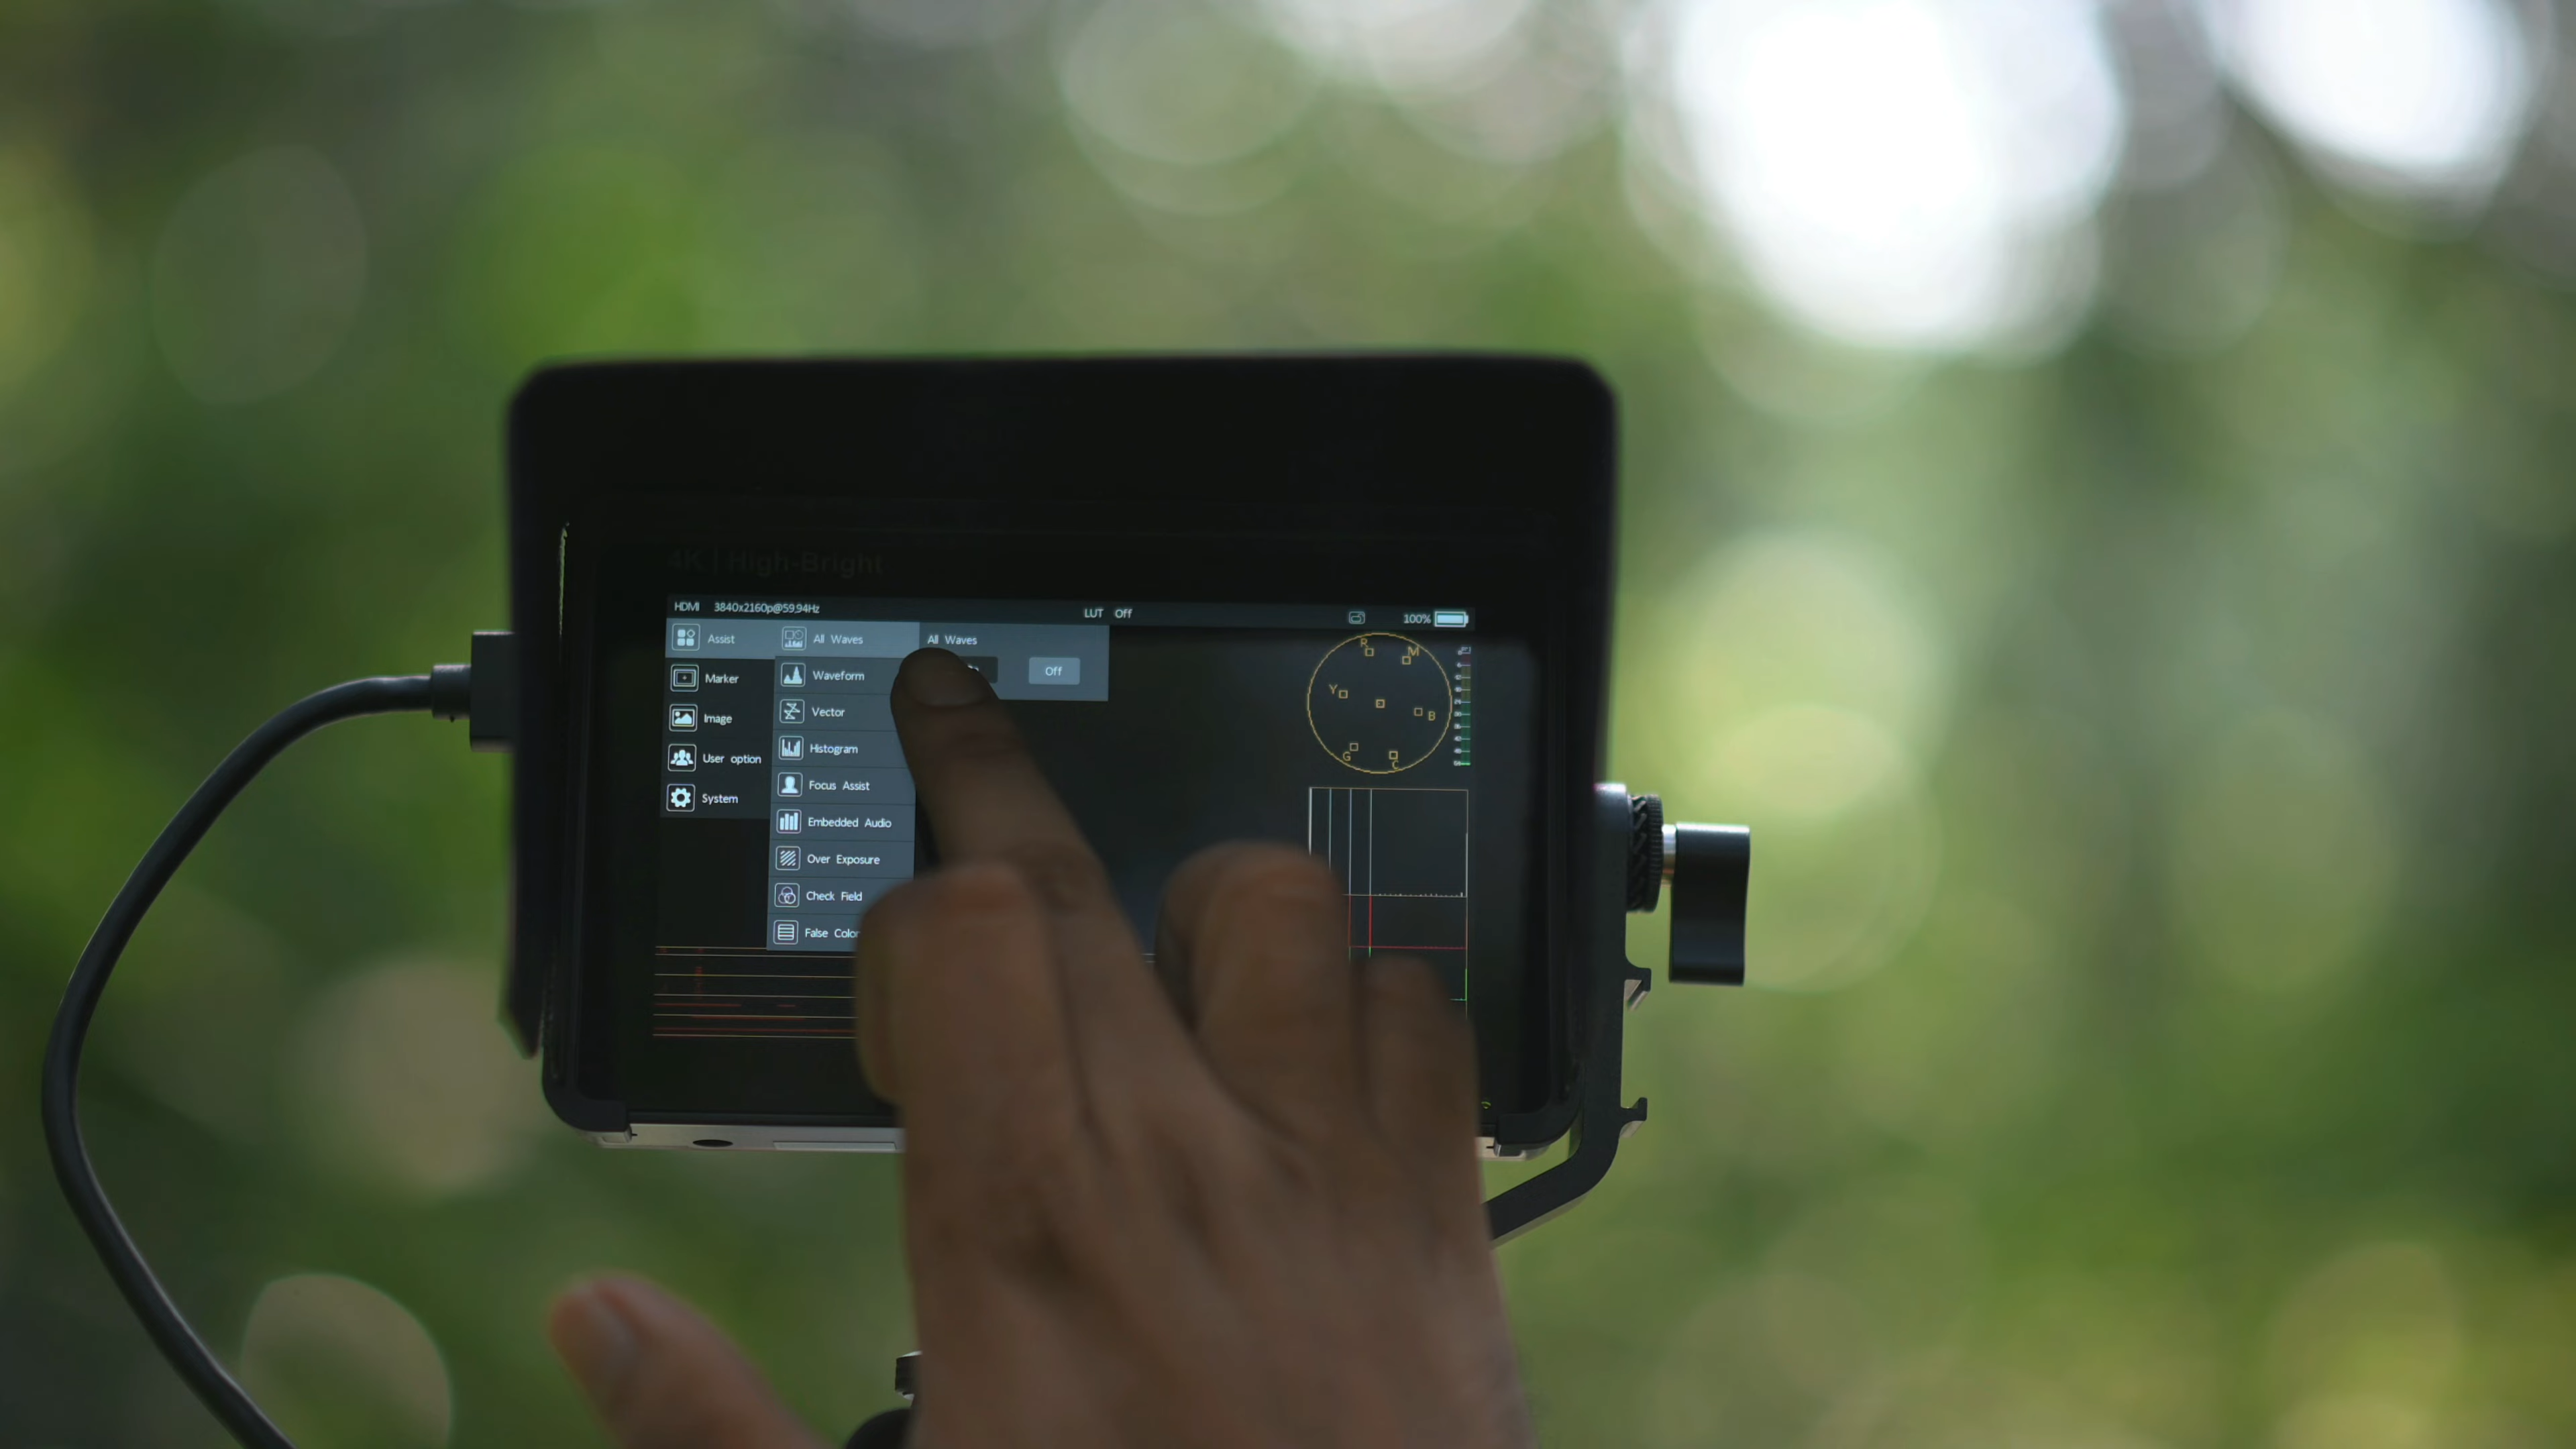 4K | High-Bright
HDMI 3840x2160p@59.94Hz LUT Off 100%
Assist
Marker
Image
User option
System
All Waves
Waveform
Vector
Histogram
Focus Assist
Embedded Audio
Over Exposure
Check Field
False Color
All Waves
Off
R
M
Y
B
G
C